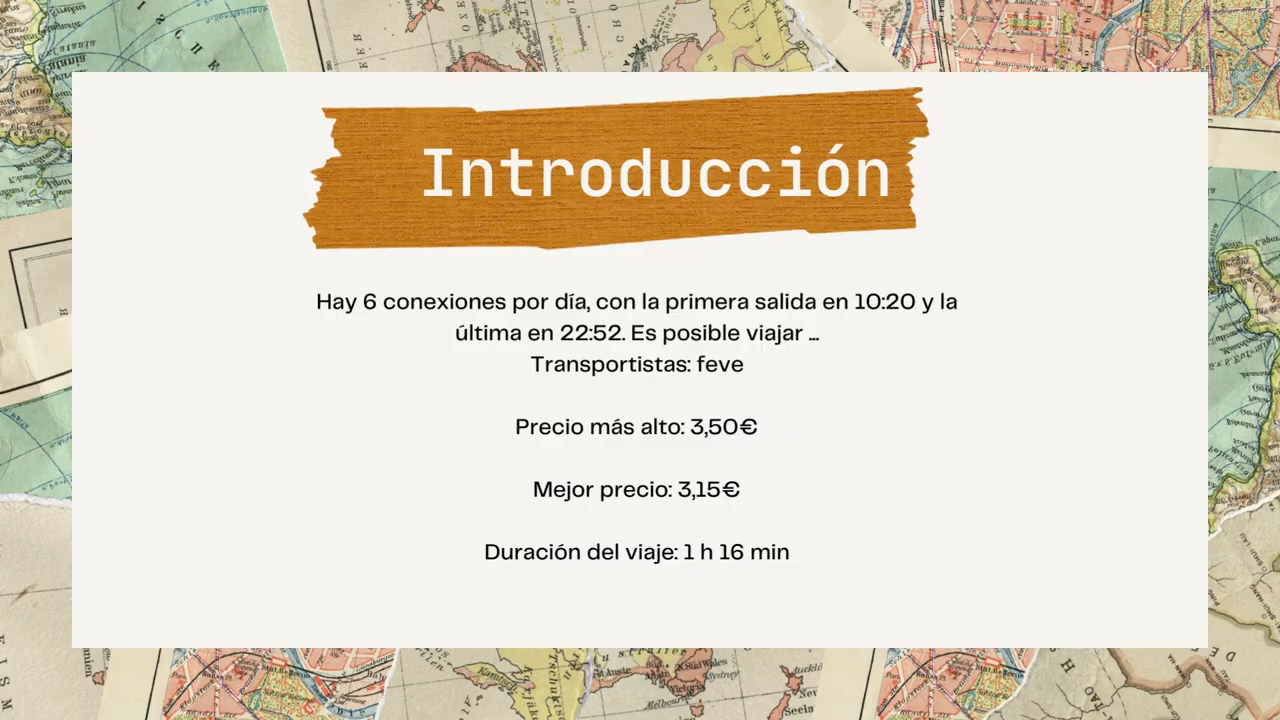 Introducción
Hay 6 conexiones por día, con la primera salida en 10:20 y la
última en 22:52. Es posible viajar ...
Transportistas: feve
Precio más alto: 3,50€
Mejor precio: 3,15€
Duración del viaje: 1 h 16 min